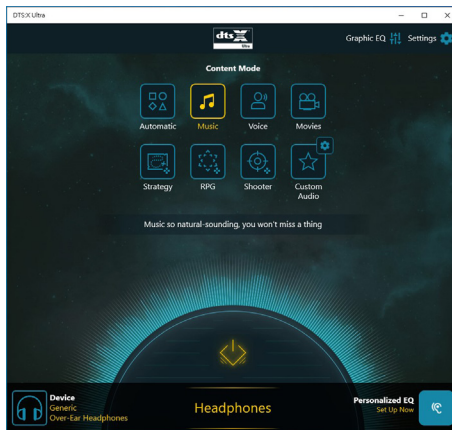 DTS:X Ultra
dts X
Ultra
Graphic EQ
Settings
Content Mode
Automatic
Music
Voice
Movies
Strategy
RPG
Shooter
Custom
Audio
Music so natural-sounding, you won't miss a thing
Device
Generic
Over-Ear Headphones
Headphones
Personalized EQ
Set Up Now